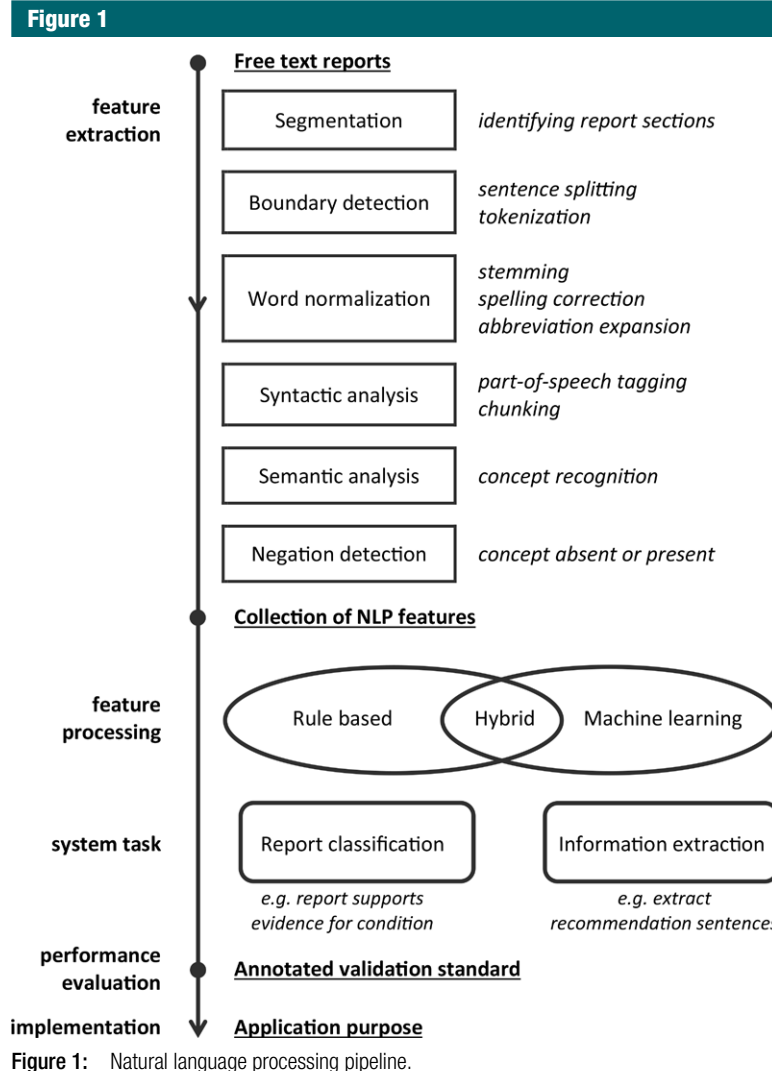 Figure 1
Free text reports
feature
extraction
Segmentation
identifying report sections
Boundary detection
sentence splitting
tokenization
Word normalization
stemming
spelling correction
abbreviation expansion
Syntactic analysis
part-of-speech tagging
chunking
Semantic analysis
concept recognition
Negation detection
concept absent or present
Collection of NLP features
feature
processing
Rule based
Hybrid
Machine learning
system task
Report classification
Information extraction
e.g. report supports
evidence for condition
e.g. extract
recommendation sentences
performance
evaluation
Annotated validation standard
implementation
Application purpose
Figure 1: Natural language processing pipeline.